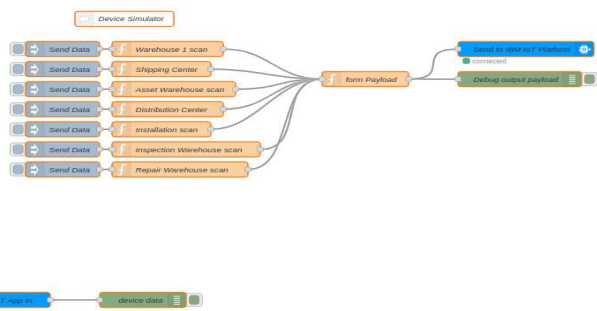 Device Simulator
Send Data Warehouse 1 scan
Send to IBM IoT Platform
connected
Send Data Shipping Center
form Payload
Debug output payload
Send Data Asset Warehouse scan
Send Data Distribution Center
Send Data Installation scan
Send Data Inspection Warehouse scan
Send Data Repair Warehouse scan
T App In
device data